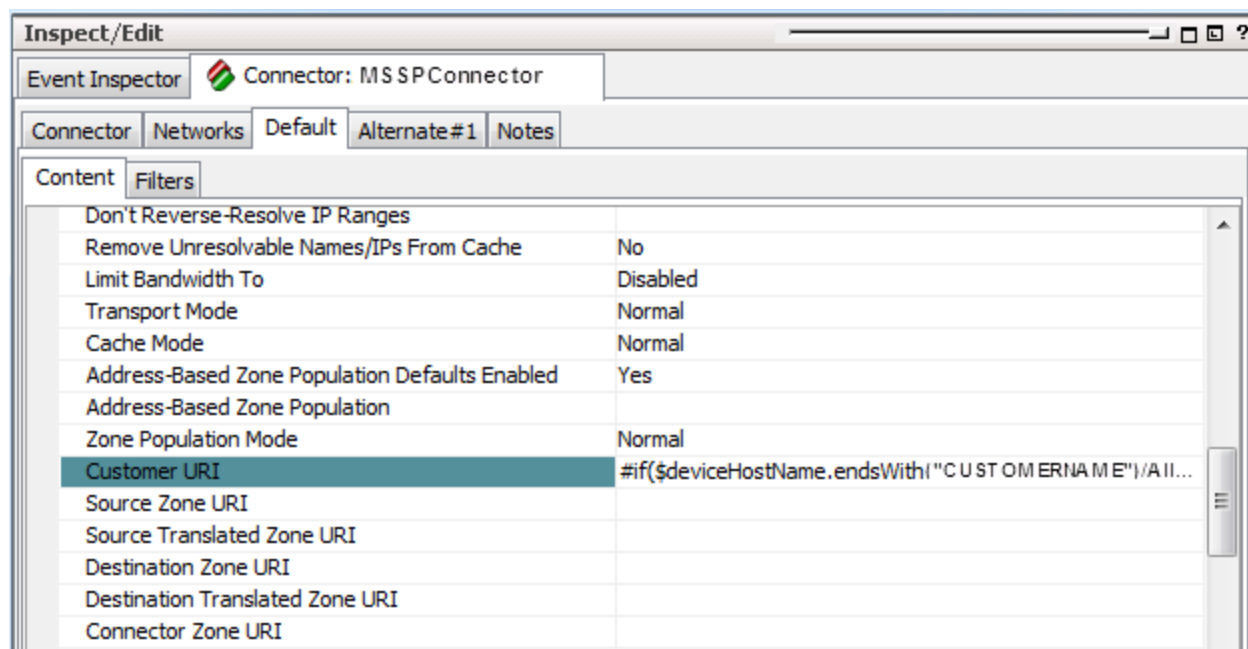 Inspect/Edit ?
Event Inspector Connector: MSSPConnector
Connector Networks Default Alternate#1 Notes
Content Filters
Don't Reverse-Resolve IP Ranges
Remove Unresolvable Names/IPs From Cache No
Limit Bandwidth To Disabled
Transport Mode Normal
Cache Mode Normal
Address-Based Zone Population Defaults Enabled Yes
Address-Based Zone Population
Zone Population Mode Normal
Customer URI #if($deviceHostName.endsWith("CUSTOMERNAME")/All...
Source Zone URI
Source Translated Zone URI
Destination Zone URI
Destination Translated Zone URI
Connector Zone URI